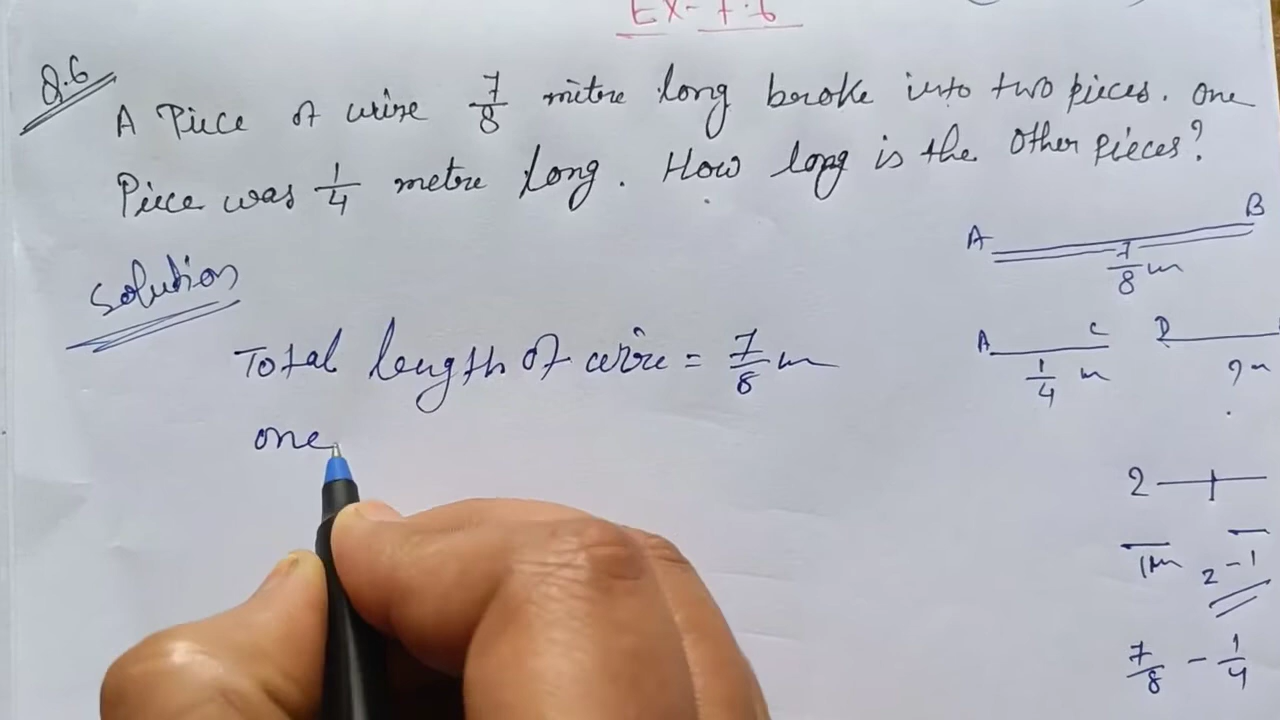 Ex- 7.6
Q.6
A Piece of wire 7/8 metre long broke into two pieces. One
Piece was 1/4 metre long. How long is the Other pieces?
Solution
Total length of wire = 7/8 m
one
A B
7/8 m
A C D
1/4 m ? m
2
1m 2-1
7/8 - 1/4